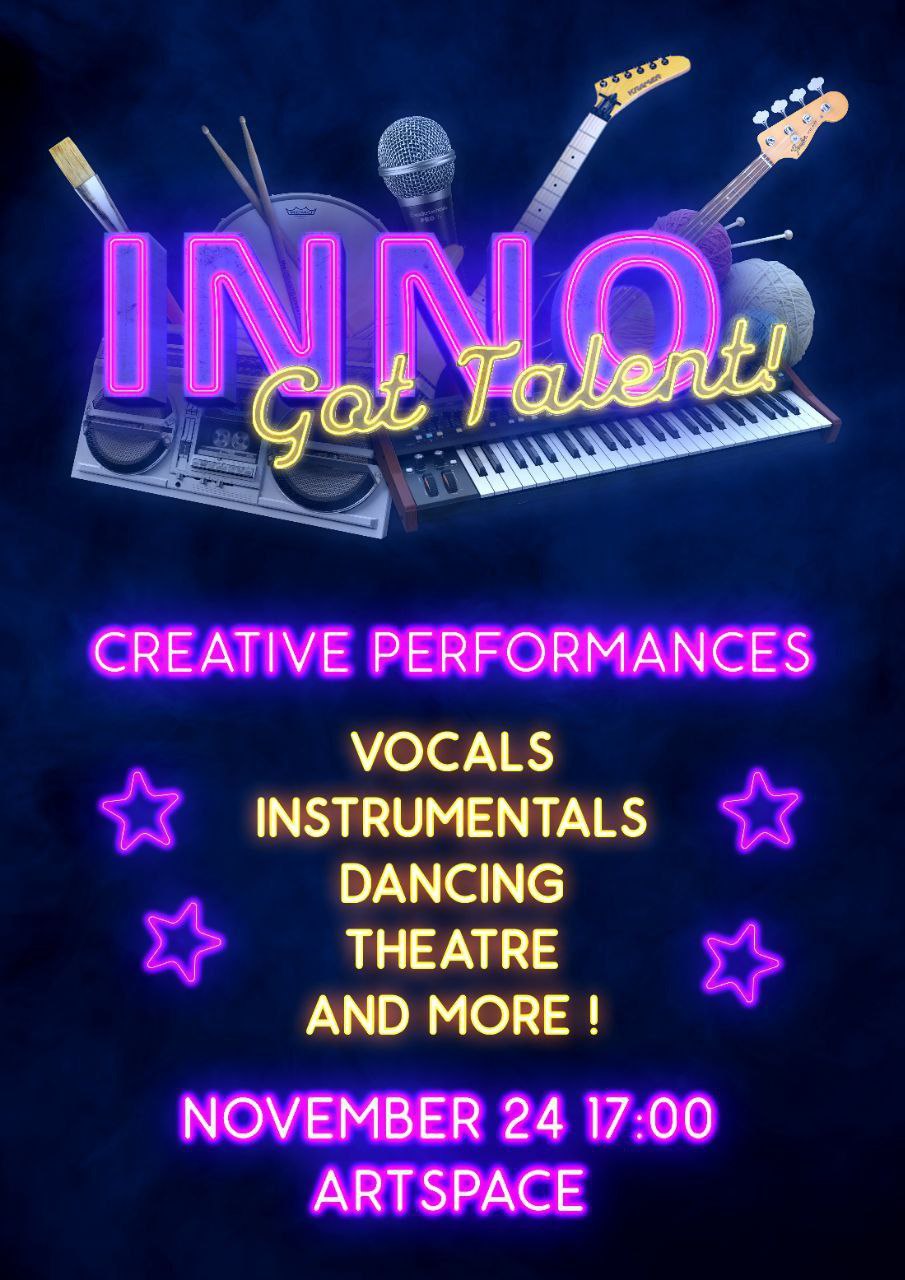 INNO
Got Talent!
CREATIVE PERFORMANCES
VOCALS
INSTRUMENTALS
DANCING
THEATRE
AND MORE !
NOVEMBER 24 17:00
ARTSPACE